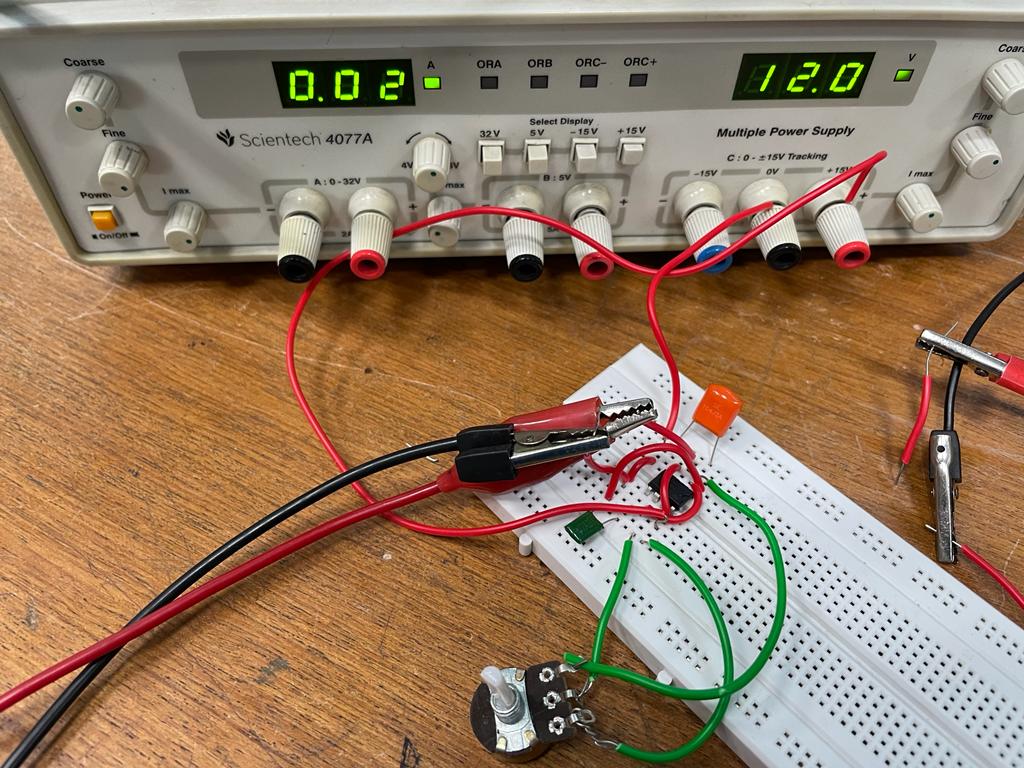 Coarse
0.02
A
ORA
ORB
ORC-
ORC+
12.0
V
Fine
Scientech 4077A
Select Display
32V
5V
-15V
+15V
Multiple Power Supply
Fine
Power
On/Off
I max
A : 0-32V
B : 5V
C : 0 - ±15V Tracking
-15V
0V
+15V
I max